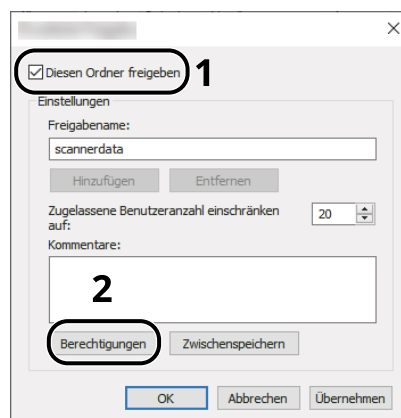 Diesen Ordner freigeben 1
Einstellungen
Freigabename:
scannerdata
Hinzufügen Entfernen
Zugelassene Benutzeranzahl einschränken 20
auf:
Kommentare:
2
Berechtigungen Zwischenspeichern
OK Abbrechen Übernehmen